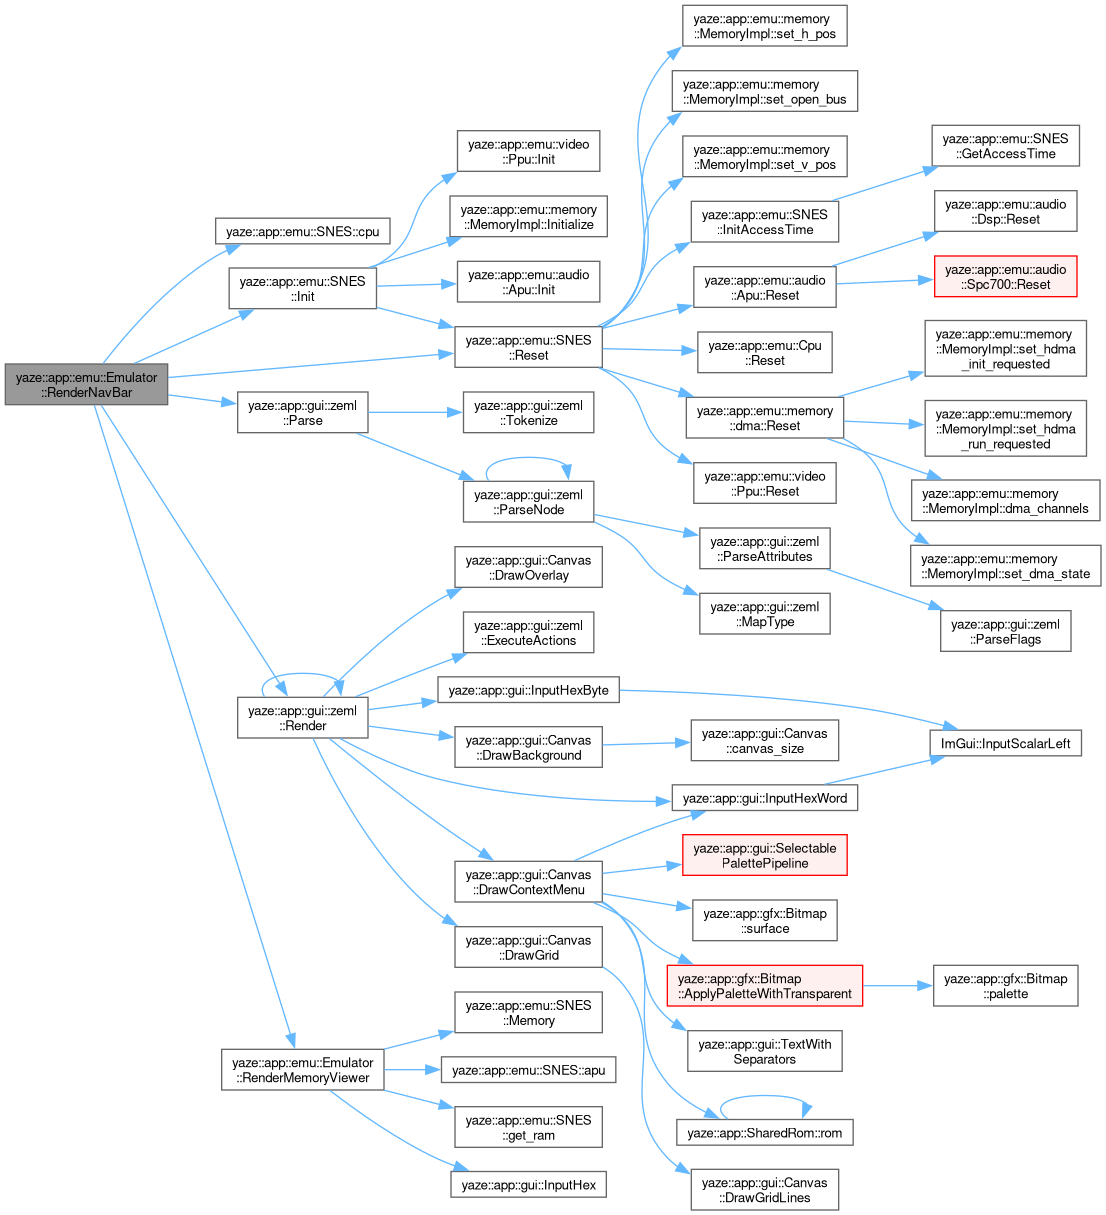 yaze::app::emu::memory
::MemoryImpl::set_h_pos
yaze::app::emu::memory
::MemoryImpl::set_open_bus
yaze::app::emu::video
::Ppu::Init
yaze::app::emu::memory
::MemoryImpl::set_v_pos
yaze::app::emu::SNES
::GetAccessTime
yaze::app::emu::SNES::cpu
yaze::app::emu::memory
::MemoryImpl::Initialize
yaze::app::emu::SNES
::InitAccessTime
yaze::app::emu::audio
::Dsp::Reset
yaze::app::emu::SNES
::Init
yaze::app::emu::audio
::Apu::Init
yaze::app::emu::audio
::Apu::Reset
yaze::app::emu::audio
::Spc700::Reset
yaze::app::emu::SNES
::Reset
yaze::app::emu::Cpu
::Reset
yaze::app::emu::memory
::MemoryImpl::set_hdma
_init_requested
yaze::app::emu::Emulator
::RenderNavBar
yaze::app::gui::zeml
::Parse
yaze::app::gui::zeml
::Tokenize
yaze::app::emu::memory
::dma::Reset
yaze::app::emu::memory
::MemoryImpl::set_hdma
_run_requested
yaze::app::gui::zeml
::ParseNode
yaze::app::emu::video
::Ppu::Reset
yaze::app::emu::memory
::MemoryImpl::dma_channels
yaze::app::gui::zeml
::ParseAttributes
yaze::app::emu::memory
::MemoryImpl::set_dma_state
yaze::app::gui::Canvas
::DrawOverlay
yaze::app::gui::zeml
::MapType
yaze::app::gui::zeml
::ParseFlags
yaze::app::gui::zeml
::ExecuteActions
yaze::app::gui::zeml
::Render
yaze::app::gui::InputHexByte
yaze::app::gui::Canvas
::DrawBackground
yaze::app::gui::Canvas
::canvas_size
ImGui::InputScalarLeft
yaze::app::gui::InputHexWord
yaze::app::gui::Canvas
::DrawContextMenu
yaze::app::gui::Selectable
PalettePipeline
yaze::app::gfx::Bitmap
::surface
yaze::app::gui::Canvas
::DrawGrid
yaze::app::gfx::Bitmap
::ApplyPaletteWithTransparent
yaze::app::gfx::Bitmap
::palette
yaze::app::emu::SNES
::Memory
yaze::app::gui::TextWith
Separators
yaze::app::emu::Emulator
::RenderMemoryViewer
yaze::app::emu::SNES::apu
yaze::app::emu::SNES
::get_ram
yaze::app::SharedRom::rom
yaze::app::gui::InputHex
yaze::app::gui::Canvas
::DrawGridLines